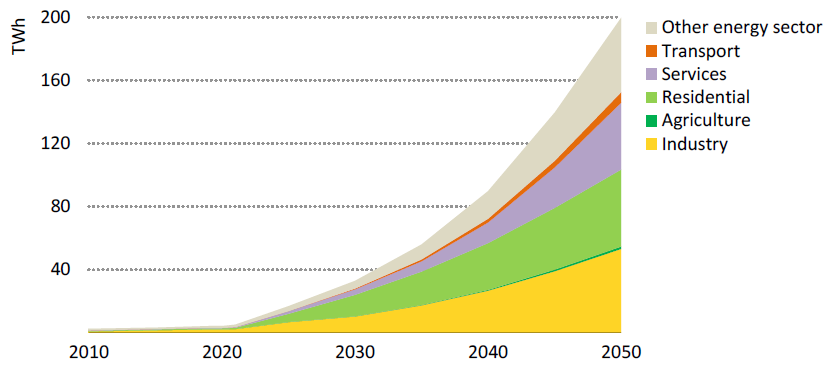 200
160
120
80
40
TWh
2010
2020
2030
2040
2050
Other energy sector
Transport
Services
Residential
Agriculture
Industry